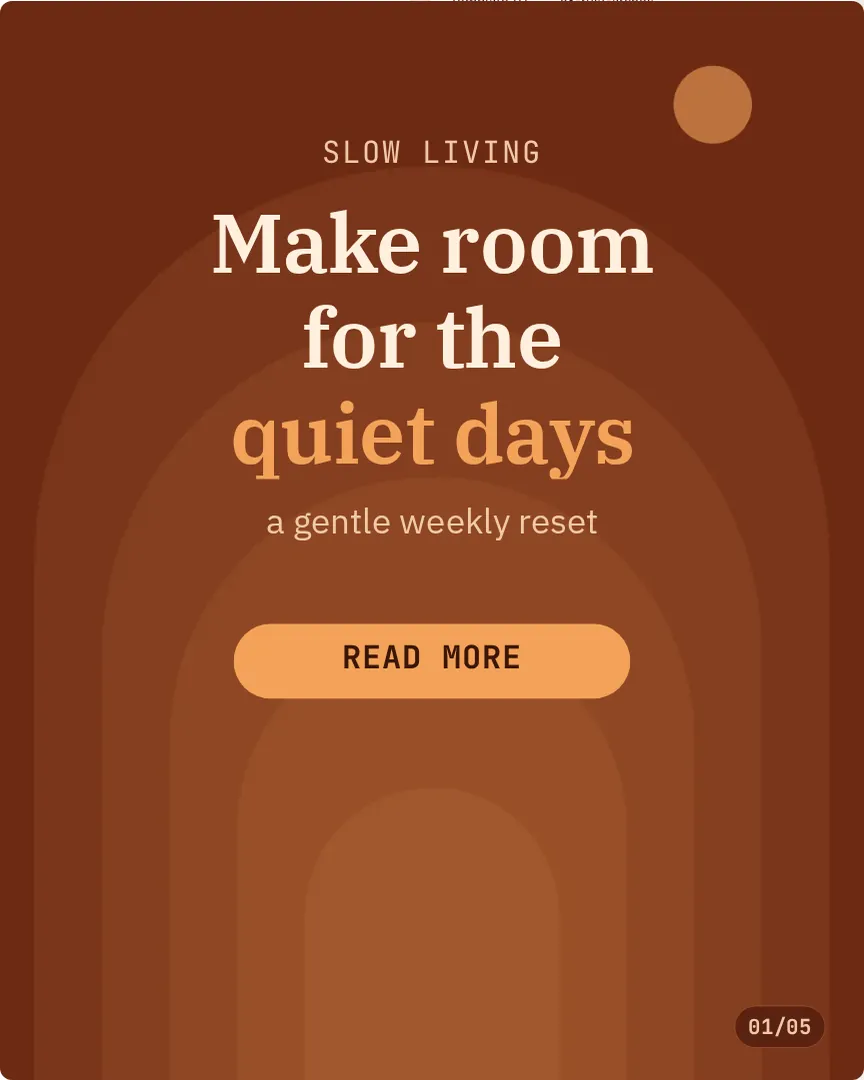 SLOW LIVING
Make room
for the
quiet days
a gentle weekly reset
READ MORE
01/05